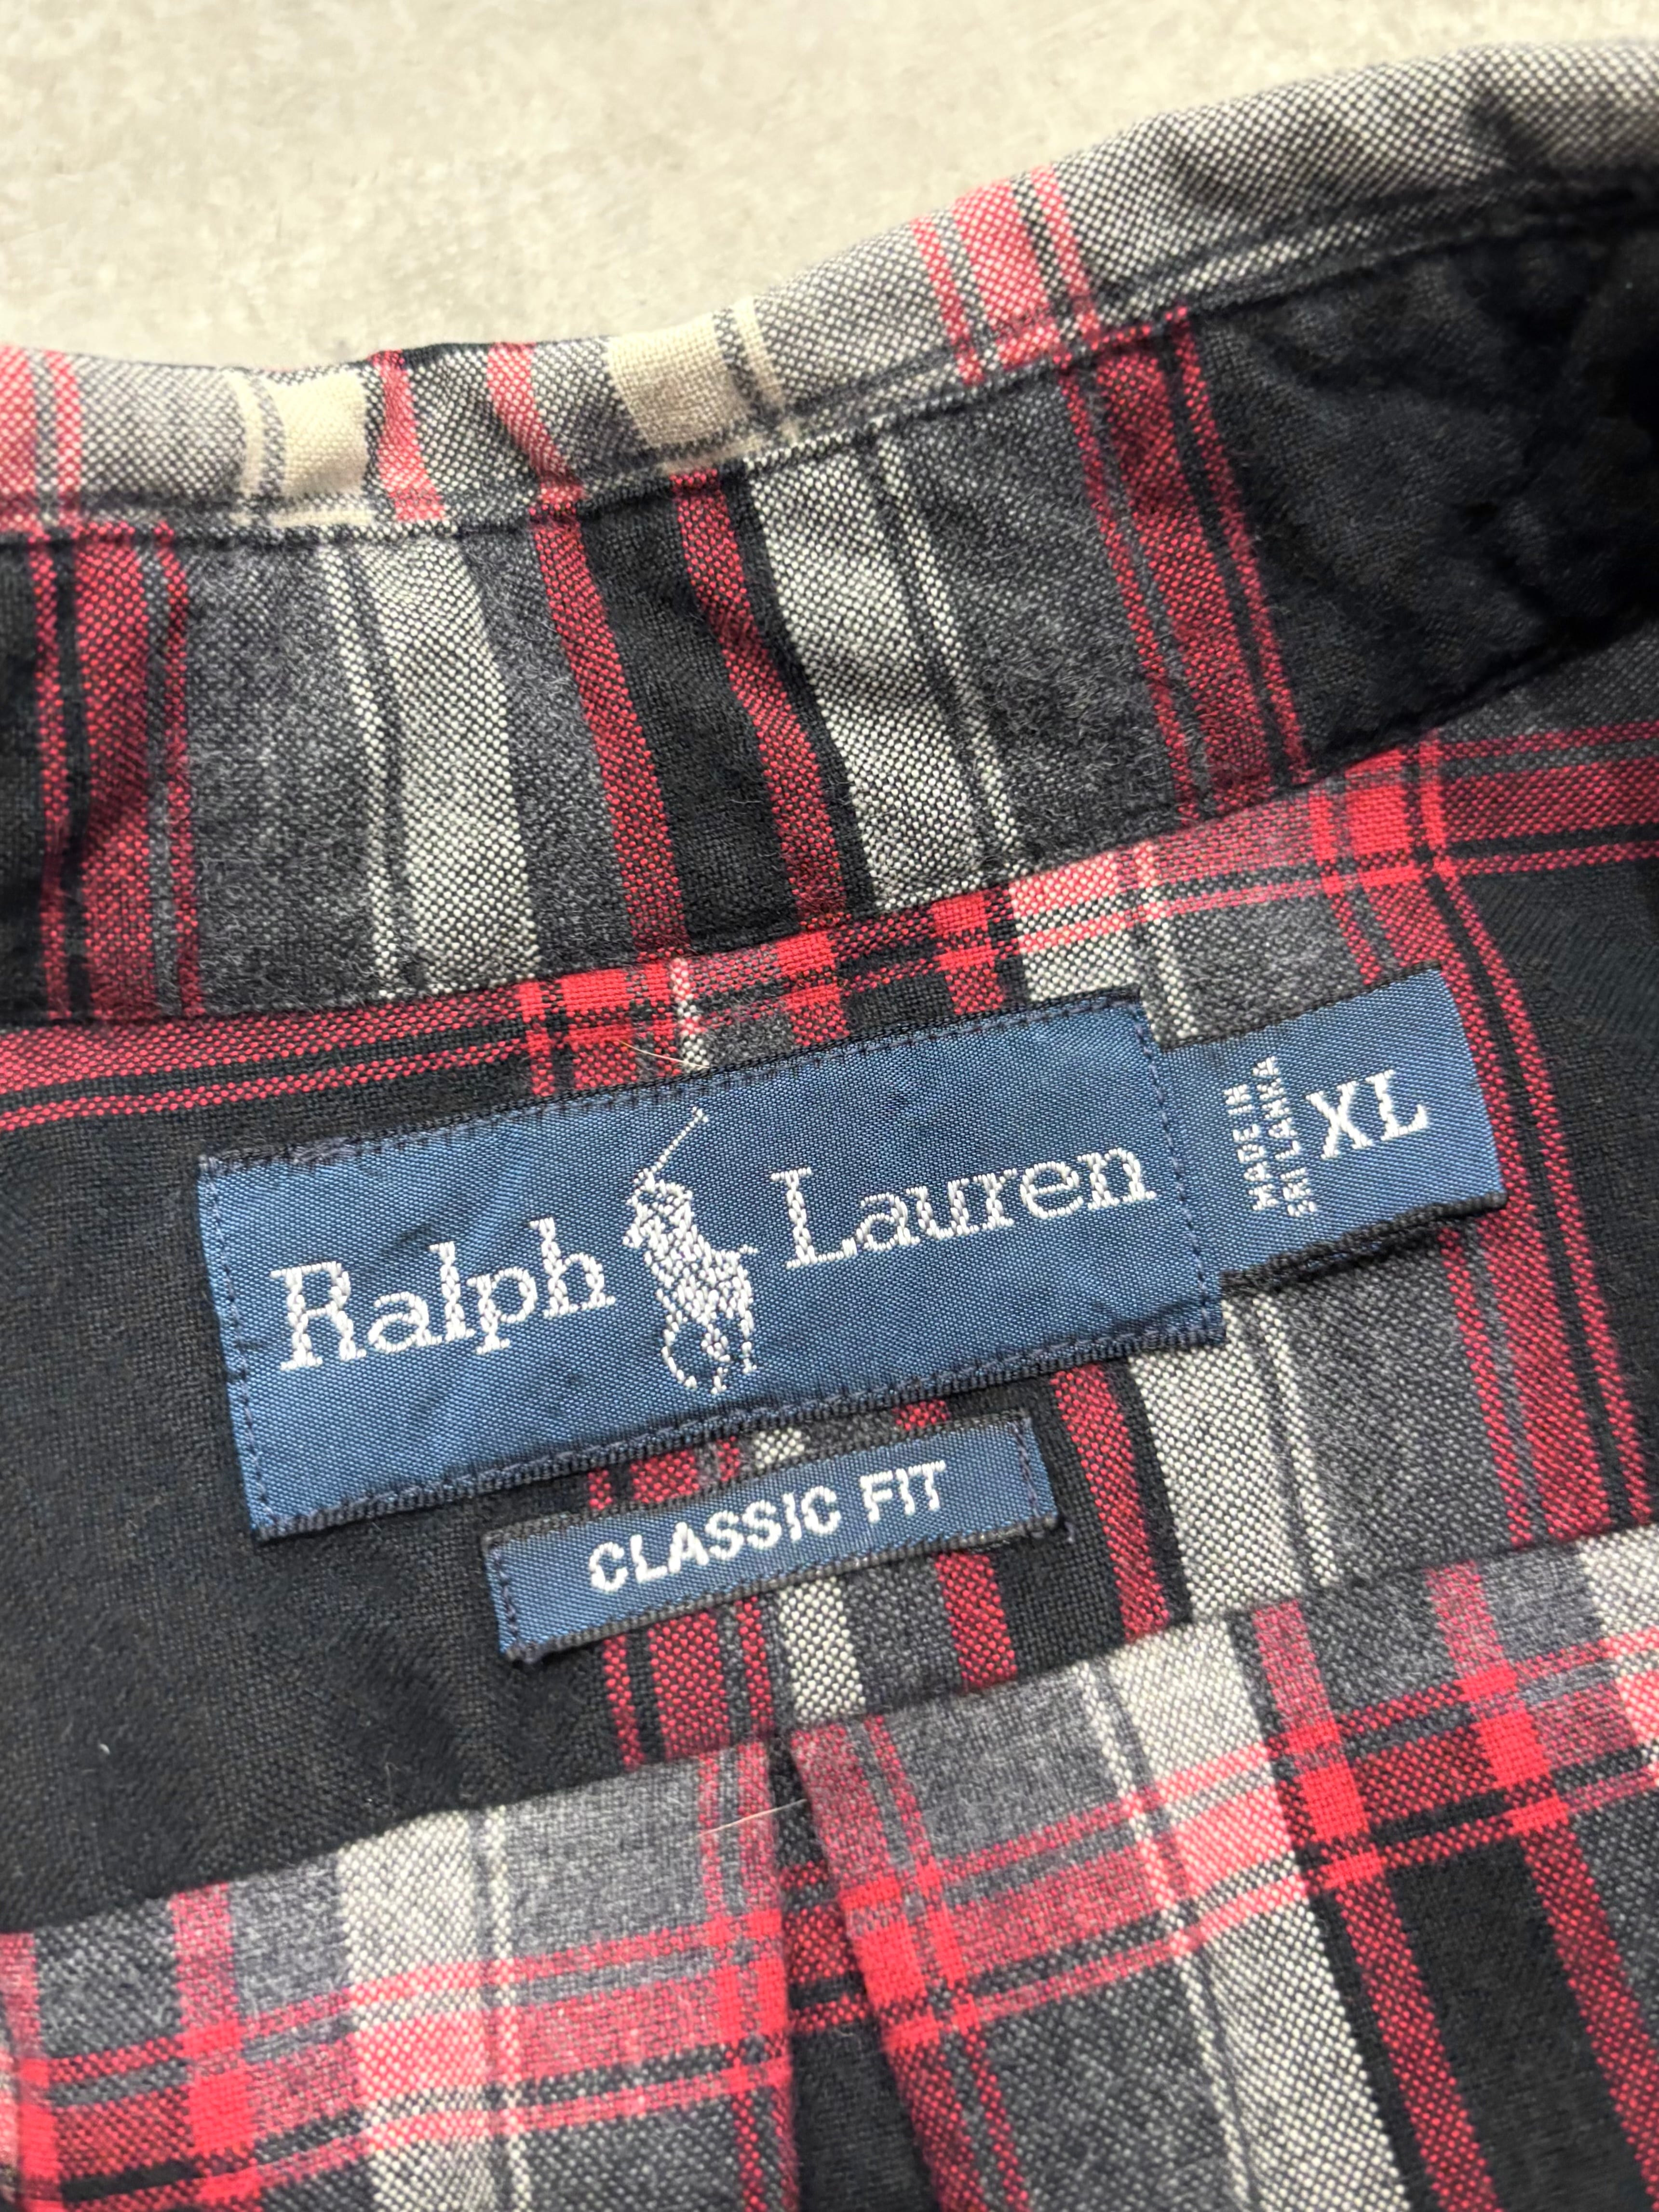 Ralph Lauren
MADE IN
SRI LANKA
XL
CLASSIC FIT